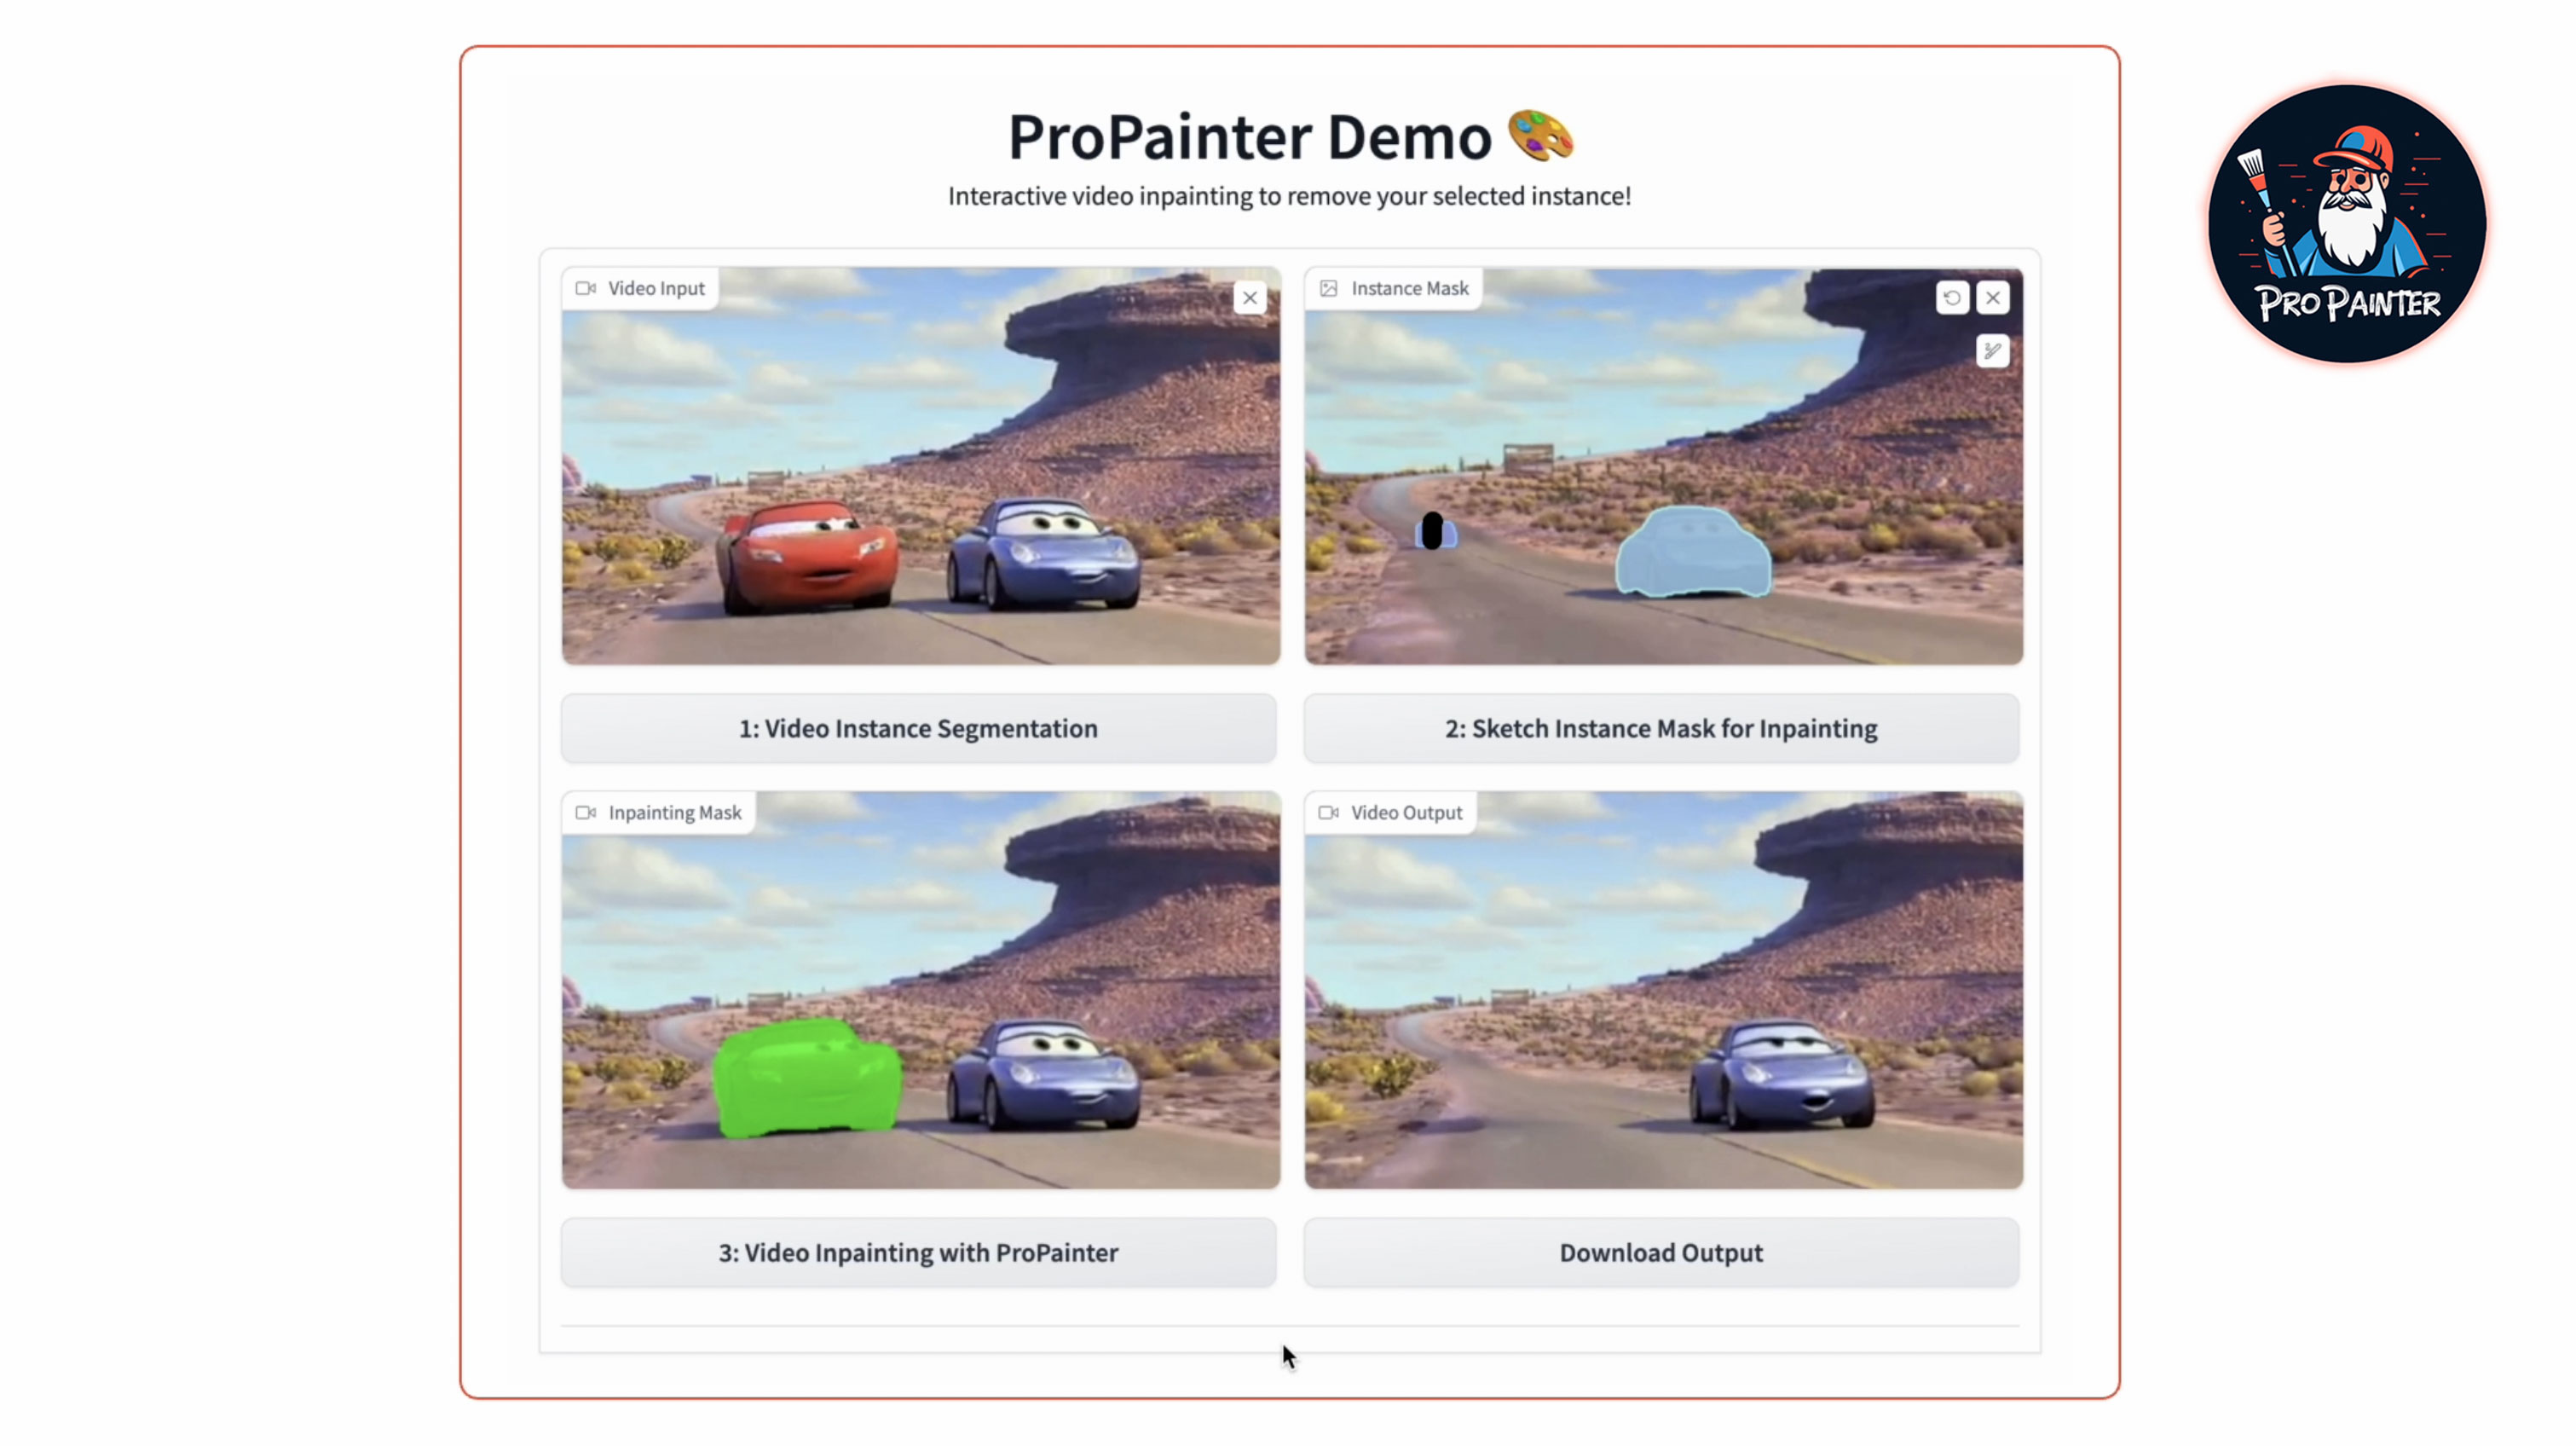 ProPainter Demo
Interactive video inpainting to remove your selected instance!
PRO PAINTER
Video Input
Instance Mask
1: Video Instance Segmentation
2: Sketch Instance Mask for Inpainting
Inpainting Mask
Video Output
3: Video Inpainting with ProPainter
Download Output